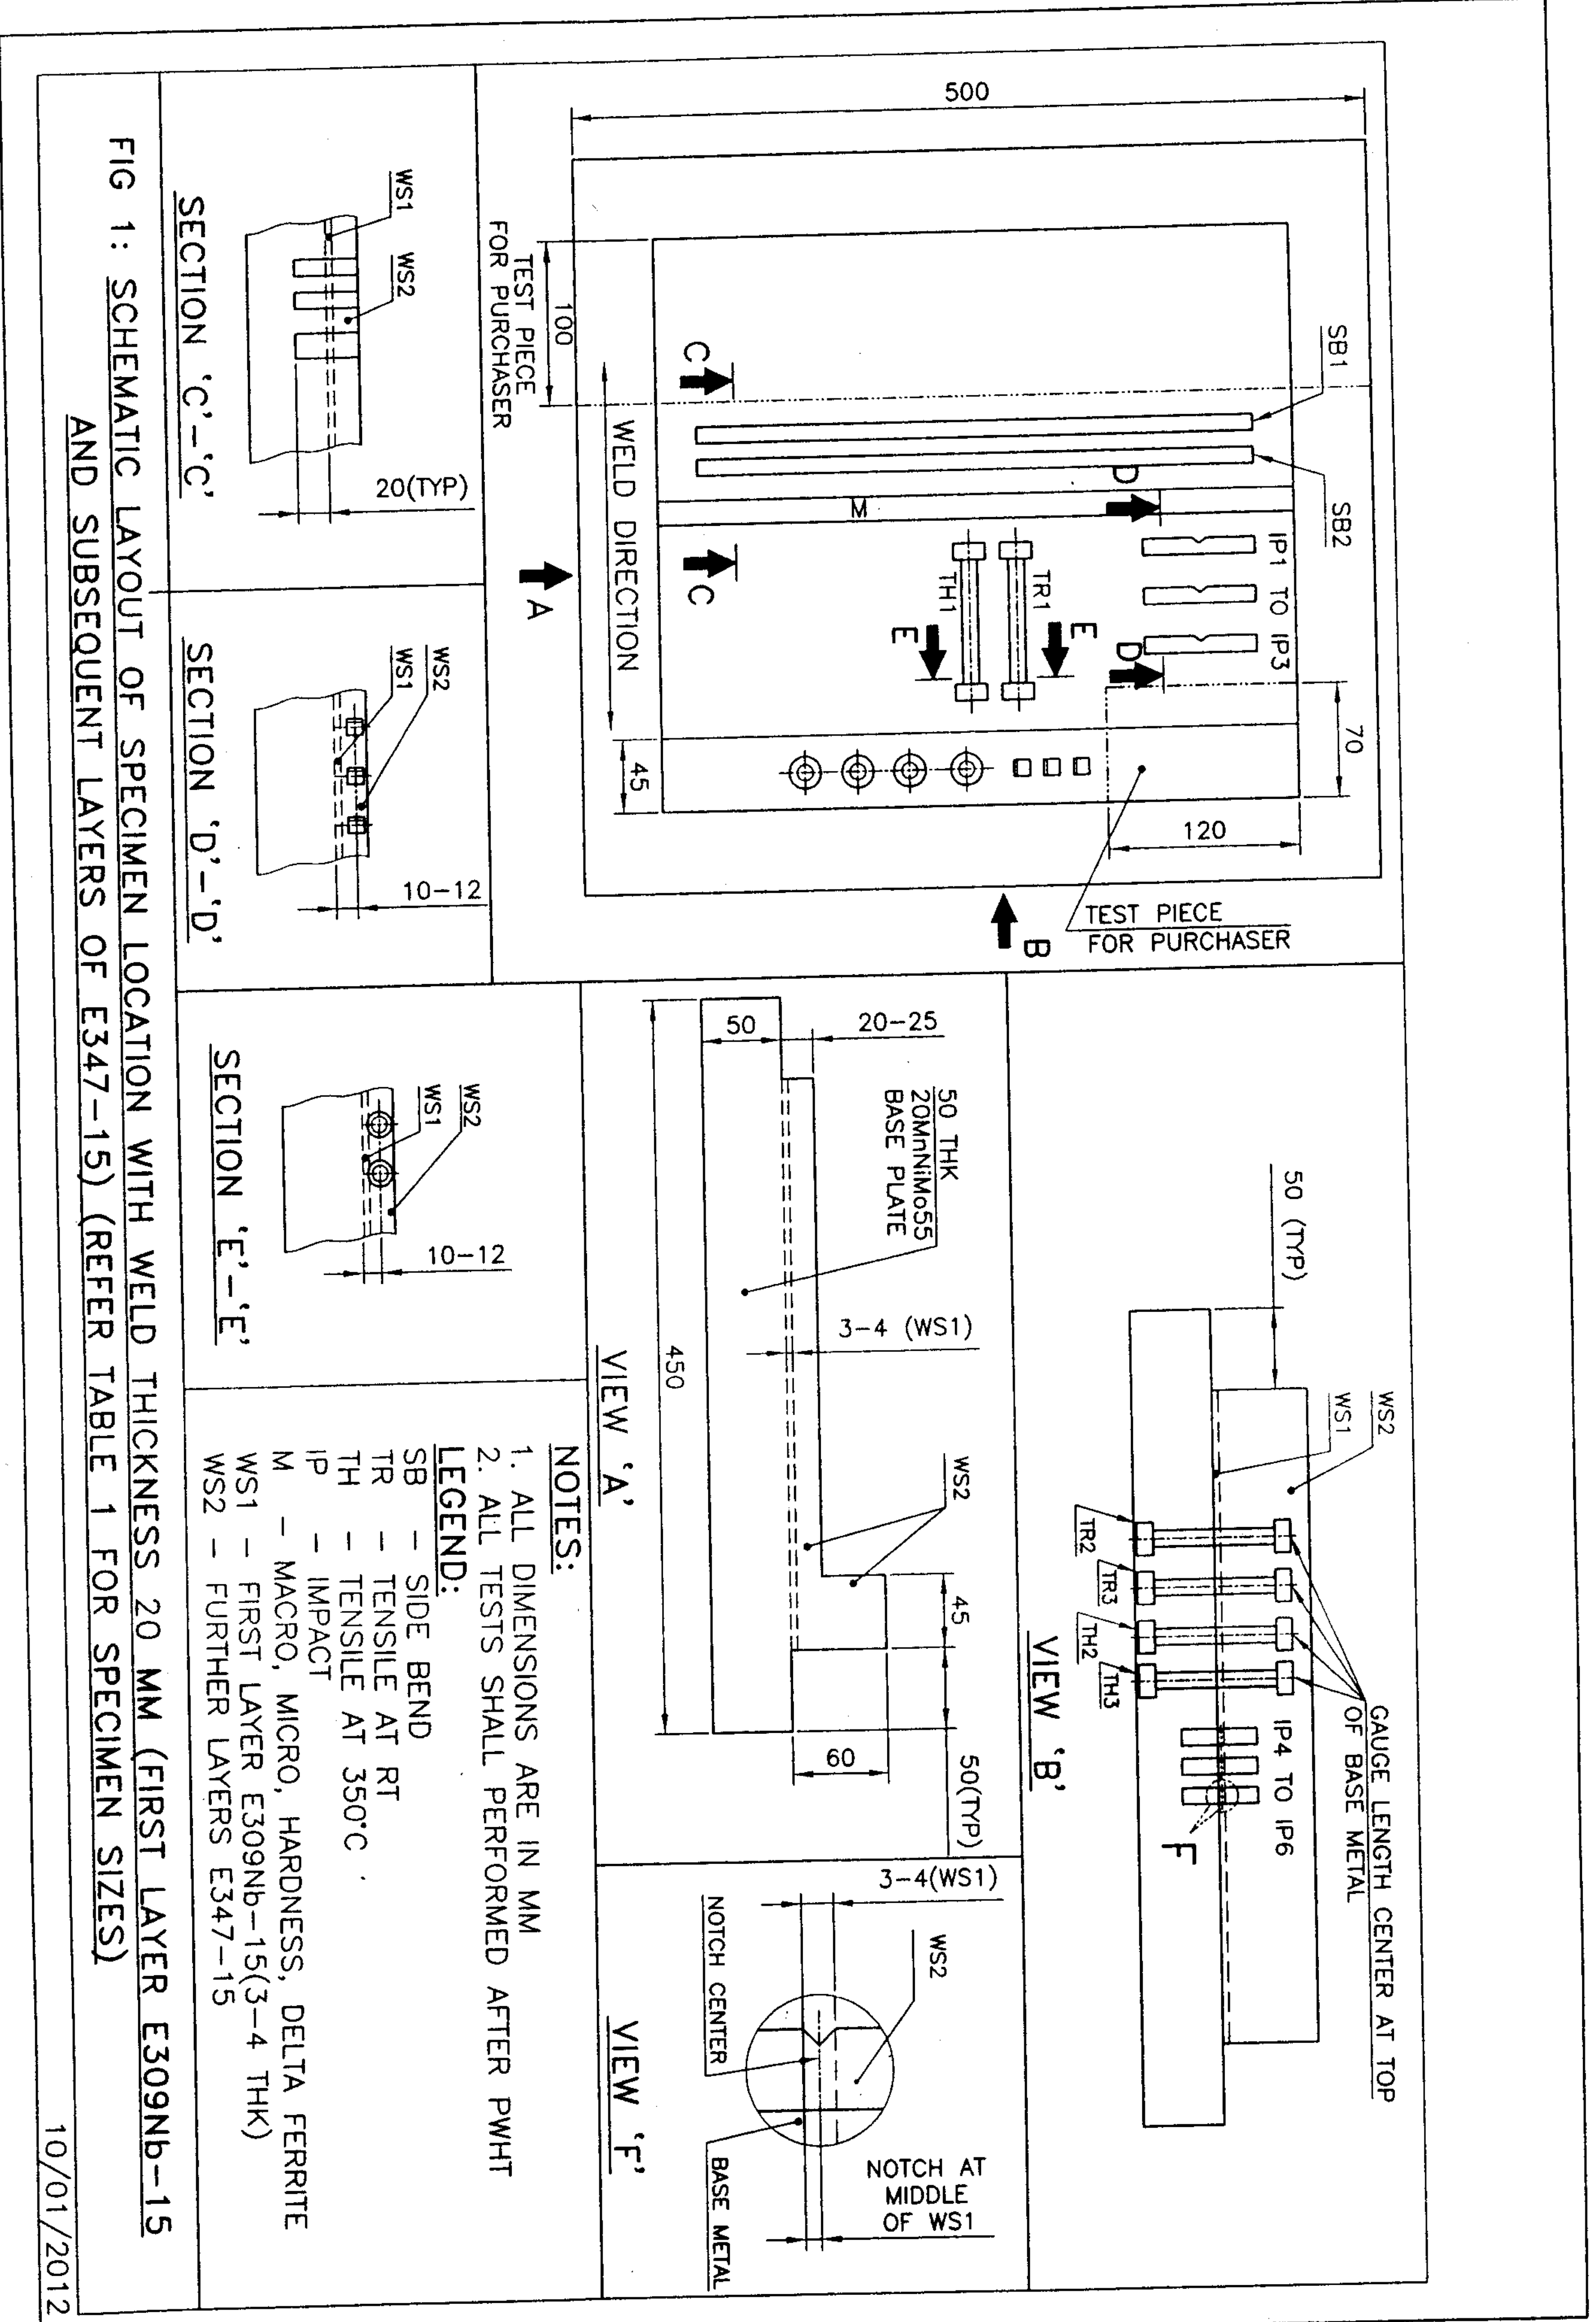 500
TEST PIECE
FOR PURCHASER
100
WELD DIRECTION
C
C
A
SB1
SB2
D
M
IP1 TO IP3
TH1
TR1
E
E
D
70
45
120
TEST PIECE
FOR PURCHASER
B
50 (TYP)
WS2
WS1
TR2
TR3
TH2
TH3
IP4 TO IP6
F
GAUGE LENGTH CENTER AT TOP
OF BASE METAL
VIEW 'B'
50
20-25
50 THK
20MnNiMo55
BASE PLATE
3-4 (WS1)
WS2
45
60
50(TYP)
450
VIEW 'A'
3-4(WS1)
WS2
NOTCH CENTER
BASE METAL
NOTCH AT
MIDDLE
OF WS1
VIEW 'F'
WS1
WS2
20(TYP)
SECTION 'C'-'C'
WS2
WS1
10-12
SECTION 'D'-'D'
WS2
WS1
10-12
SECTION 'E'-'E'
NOTES:
1. ALL DIMENSIONS ARE IN MM
2. ALL TESTS SHALL PERFORMED AFTER PWHT
LEGEND:
SB - SIDE BEND
TR - TENSILE AT RT
TH - TENSILE AT 350°C
IP - IMPACT
M - MACRO, MICRO, HARDNESS, DELTA FERRITE
WS1 - FIRST LAYER E309Nb-15(3-4 THK)
WS2 - FURTHER LAYERS E347-15
FIG 1: SCHEMATIC LAYOUT OF SPECIMEN LOCATION WITH WELD THICKNESS 20 MM (FIRST LAYER E309Nb-15
AND SUBSEQUENT LAYERS OF E347-15) (REFER TABLE 1 FOR SPECIMEN SIZES)
10/01/2012